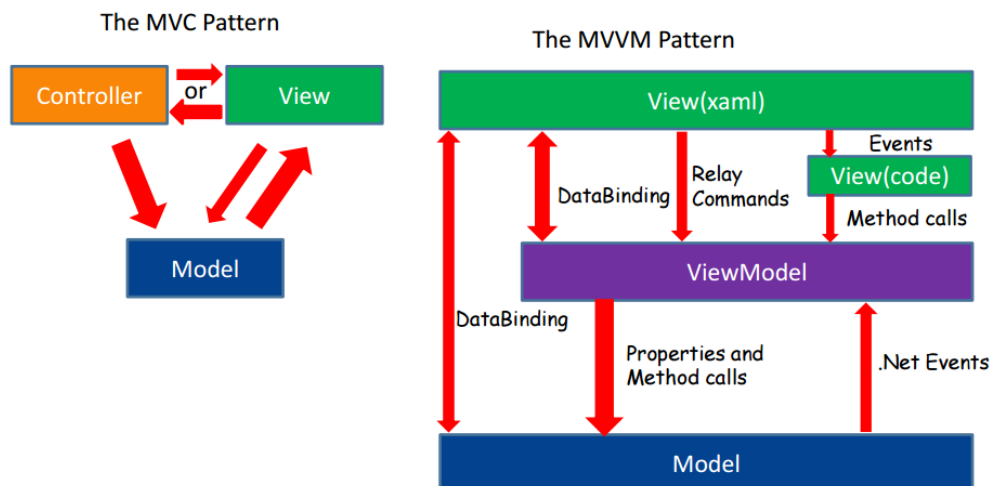 The MVC Pattern
Controller
or
View
Model
The MVVM Pattern
View(xaml)
Events
View(code)
DataBinding
Relay
Commands
Method calls
ViewModel
DataBinding
Properties and
Method calls
.Net Events
Model